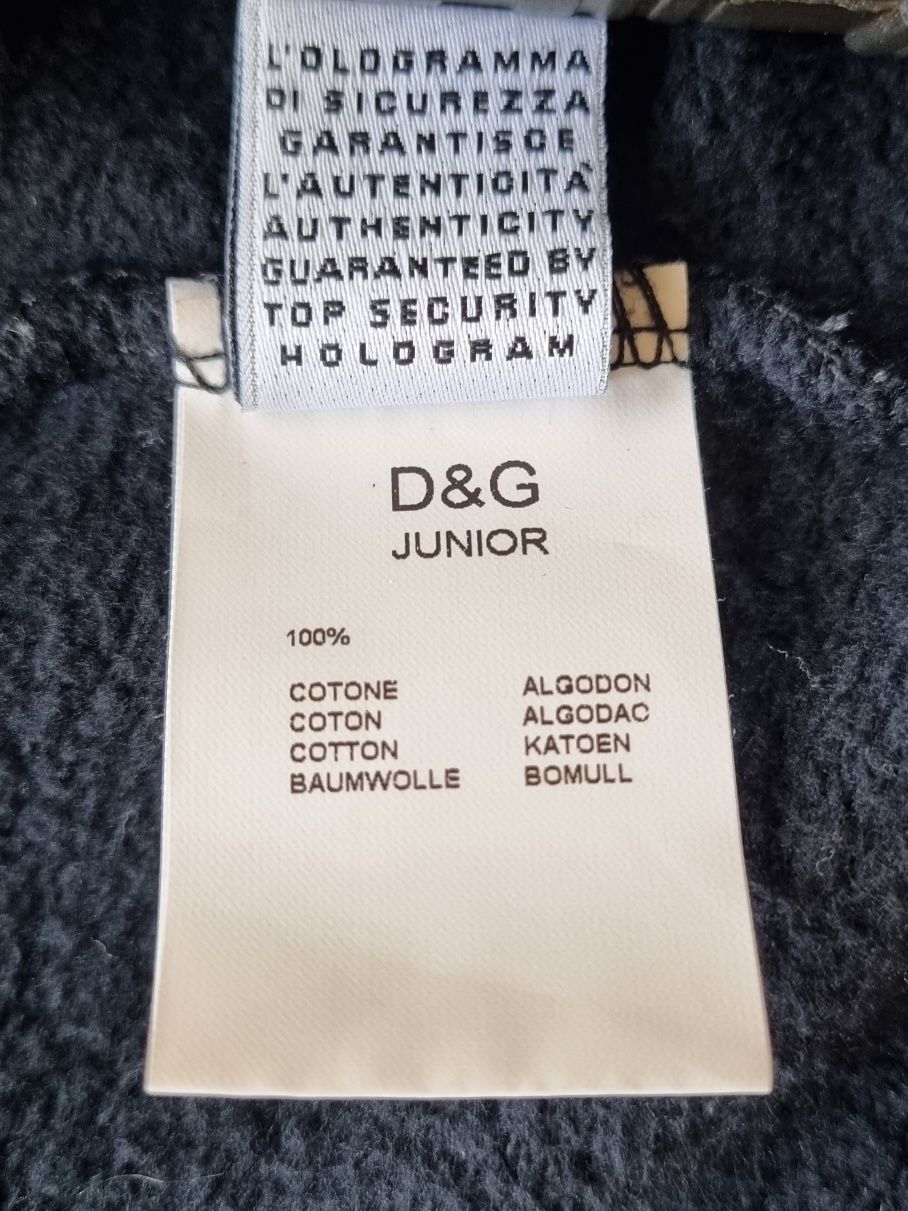 L'OLOGRAMMA
DI SICUREZZA
GARANTISCE
L'AUTENTICITÀ
AUTHENTICITY
GUARANTEED BY
TOP SECURITY
HOLOGRAM
D&G
JUNIOR
100%
COTONE ALGODON
COTON ALGODAO
COTTON KATOEN
BAUMWOLLE BOMULL